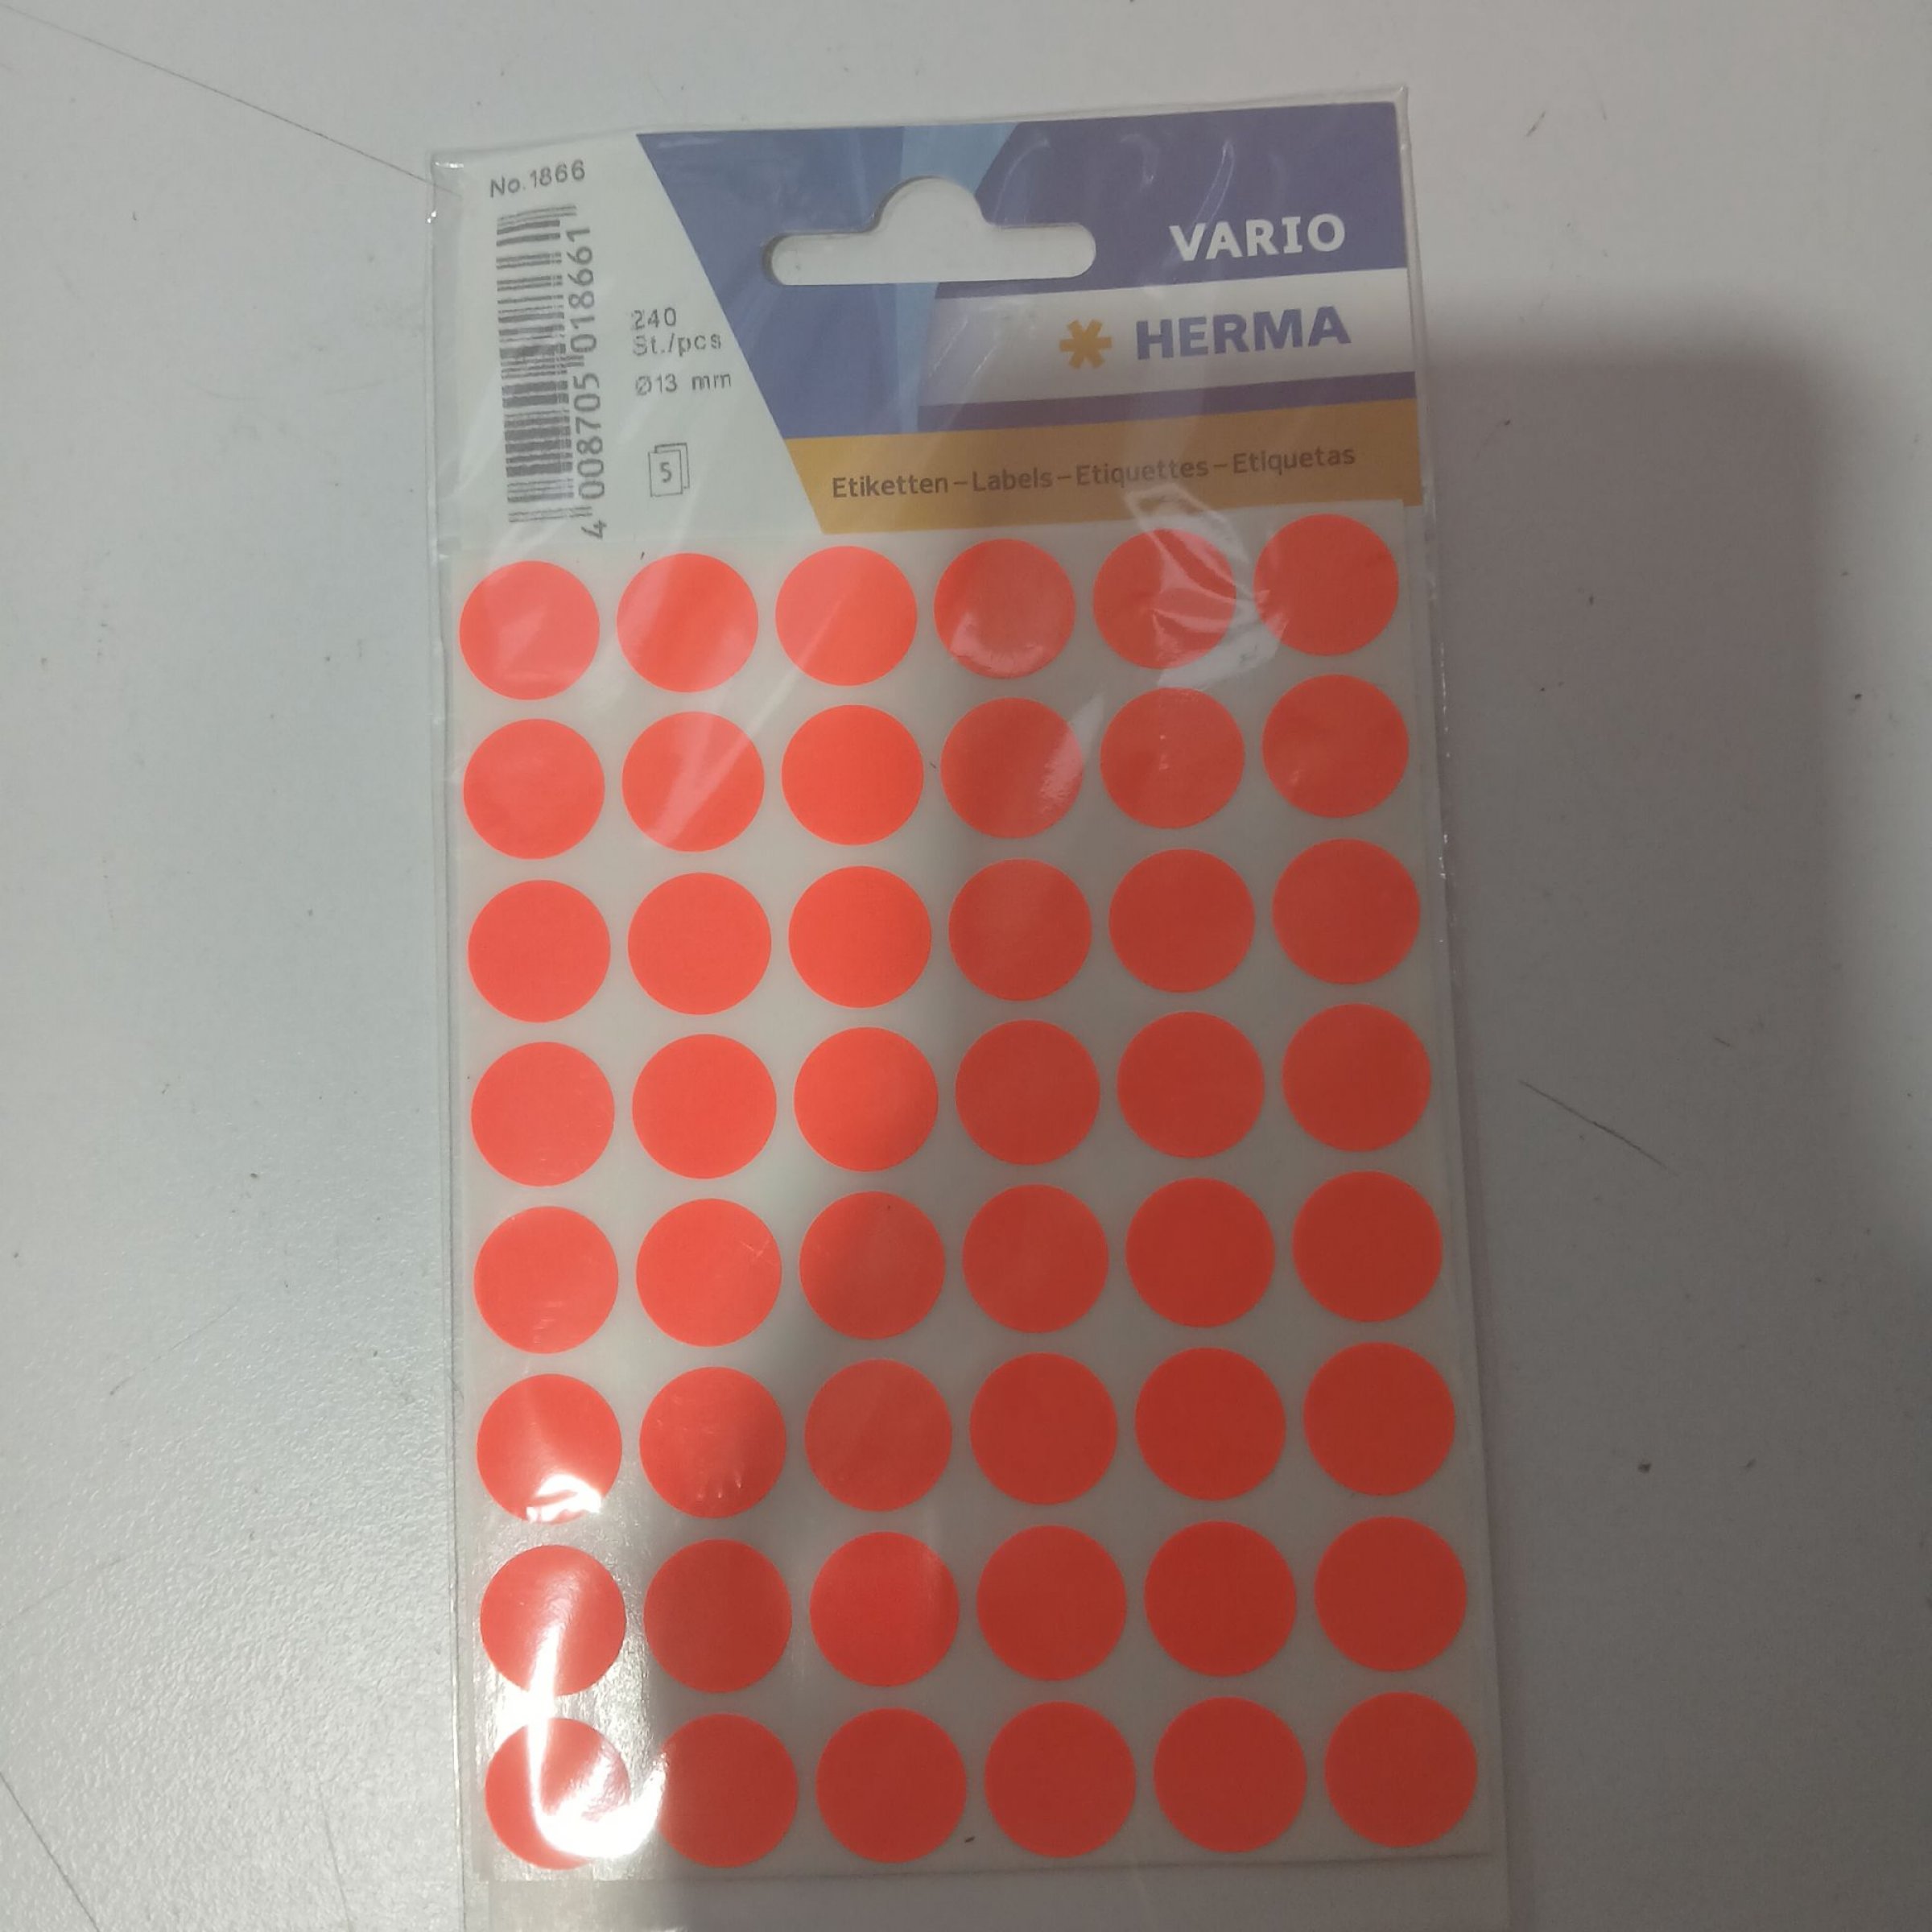 No.1866
4 008705 018661
240
St./pcs
Ø13 mm
5
VARIO
HERMA
Etiketten–Labels–Etiquettes–Etiquetas